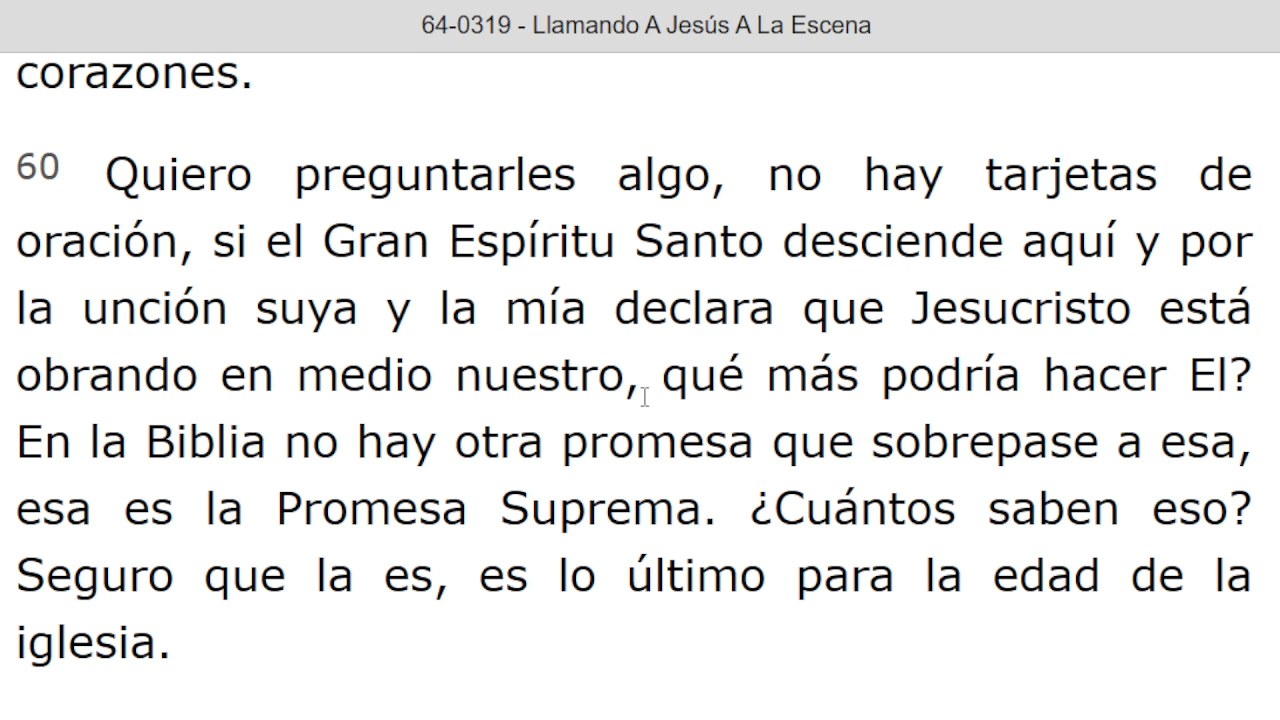 64-0319 - Llamando A Jesús A La Escena
corazones.
60 Quiero preguntarles algo, no hay tarjetas de
oración, si el Gran Espíritu Santo desciende aquí y por
la unción suya y la mía declara que Jesucristo está
obrando en medio nuestro, qué más podría hacer El?
En la Biblia no hay otra promesa que sobrepase a esa,
esa es la Promesa Suprema. ¿Cuántos saben eso?
Seguro que la es, es lo último para la edad de la
iglesia.